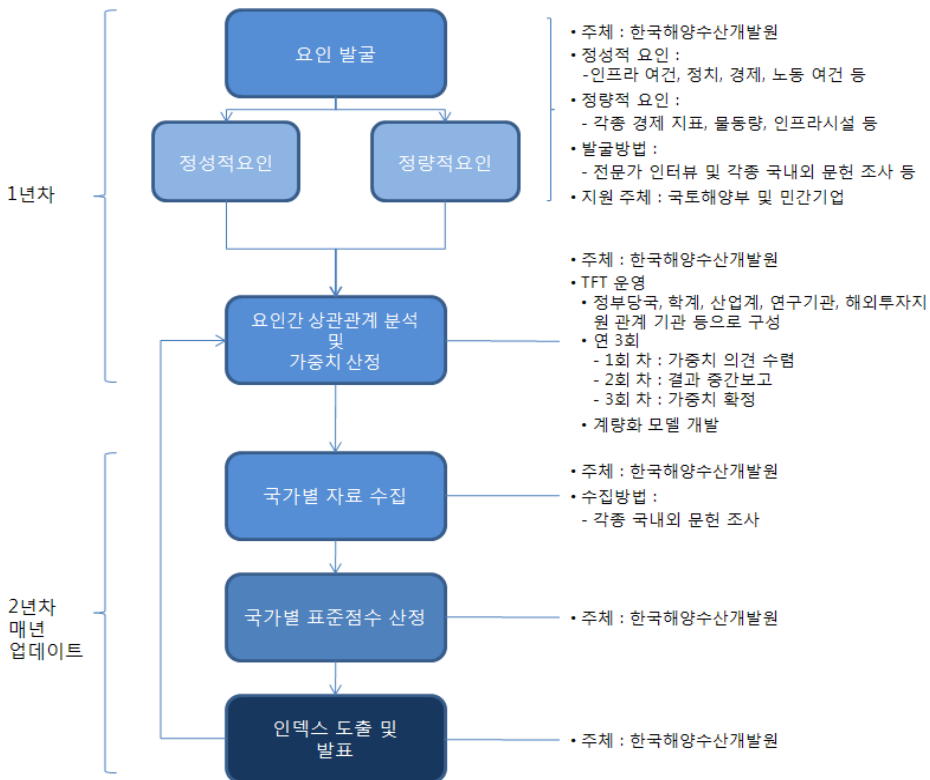 요인 발굴
정성적요인
정량적요인
1년차
• 주체 : 한국해양수산개발원
• 정성적 요인 :
-인프라 여건, 정치, 경제, 노동 여건 등
• 정량적 요인 :
- 각종 경제 지표, 물동량, 인프라시설 등
• 발굴방법 :
- 전문가 인터뷰 및 각종 국내외 문헌 조사 등
• 지원 주체 : 국토해양부 및 민간기업
요인간 상관관계 분석
및
가중치 산정
• 주체 : 한국해양수산개발원
• TFT 운영
• 정부당국, 학계, 산업계, 연구기관, 해외투자지
원 관계 기관 등으로 구성
• 연 3회
- 1회 차 : 가중치 의견 수렴
- 2회 차 : 결과 중간보고
- 3회 차 : 가중치 확정
• 계량화 모델 개발
2년차
매년
업데이트
국가별 자료 수집
• 주체 : 한국해양수산개발원
• 수집방법 :
- 각종 국내외 문헌 조사
국가별 표준점수 산정
• 주체 : 한국해양수산개발원
인덱스 도출 및
발표
• 주체 : 한국해양수산개발원